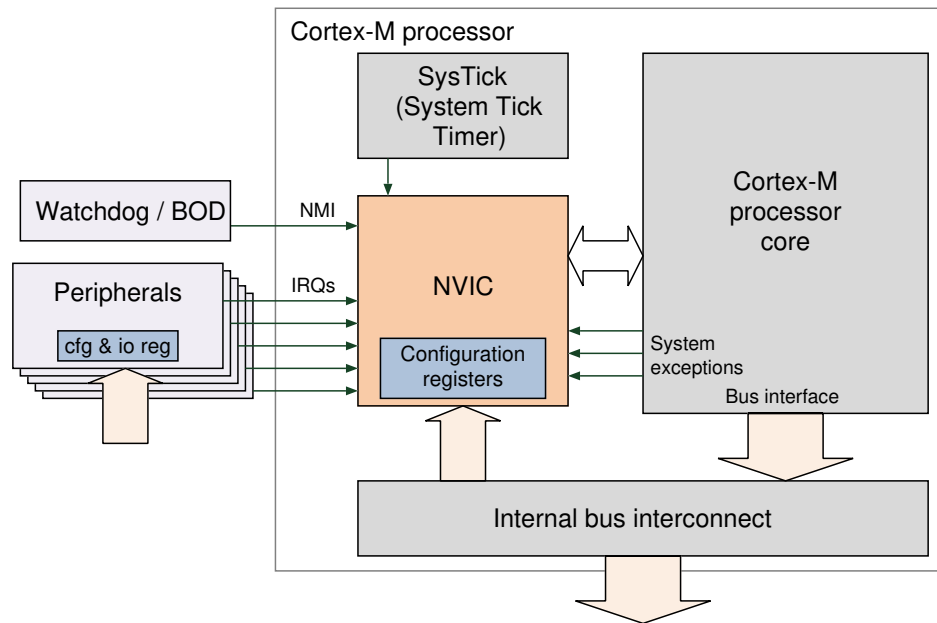 Cortex-M processor
SysTick
(System Tick
Timer)
Cortex-M
processor
core
Watchdog / BOD
NMI
Peripherals
cfg & io reg
IRQs
NVIC
Configuration
registers
System
exceptions
Bus interface
Internal bus interconnect